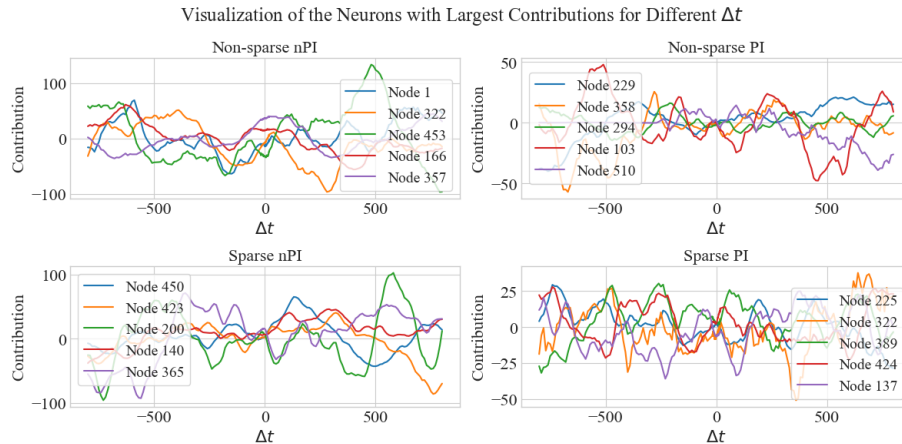 Visualization of the Neurons with Largest Contributions for Different Δt
Non-sparse nPI
Contribution
100
0
−100
Node 1
Node 322
Node 453
Node 166
Node 357
−500
0
500
Δt
Non-sparse PI
Contribution
50
0
−50
Node 229
Node 358
Node 294
Node 103
Node 510
−500
0
500
Δt
Sparse nPI
Contribution
100
0
−100
Node 450
Node 423
Node 200
Node 140
Node 365
−500
0
500
Δt
Sparse PI
Contribution
25
0
−25
−50
Node 225
Node 322
Node 389
Node 424
Node 137
−500
0
500
Δt